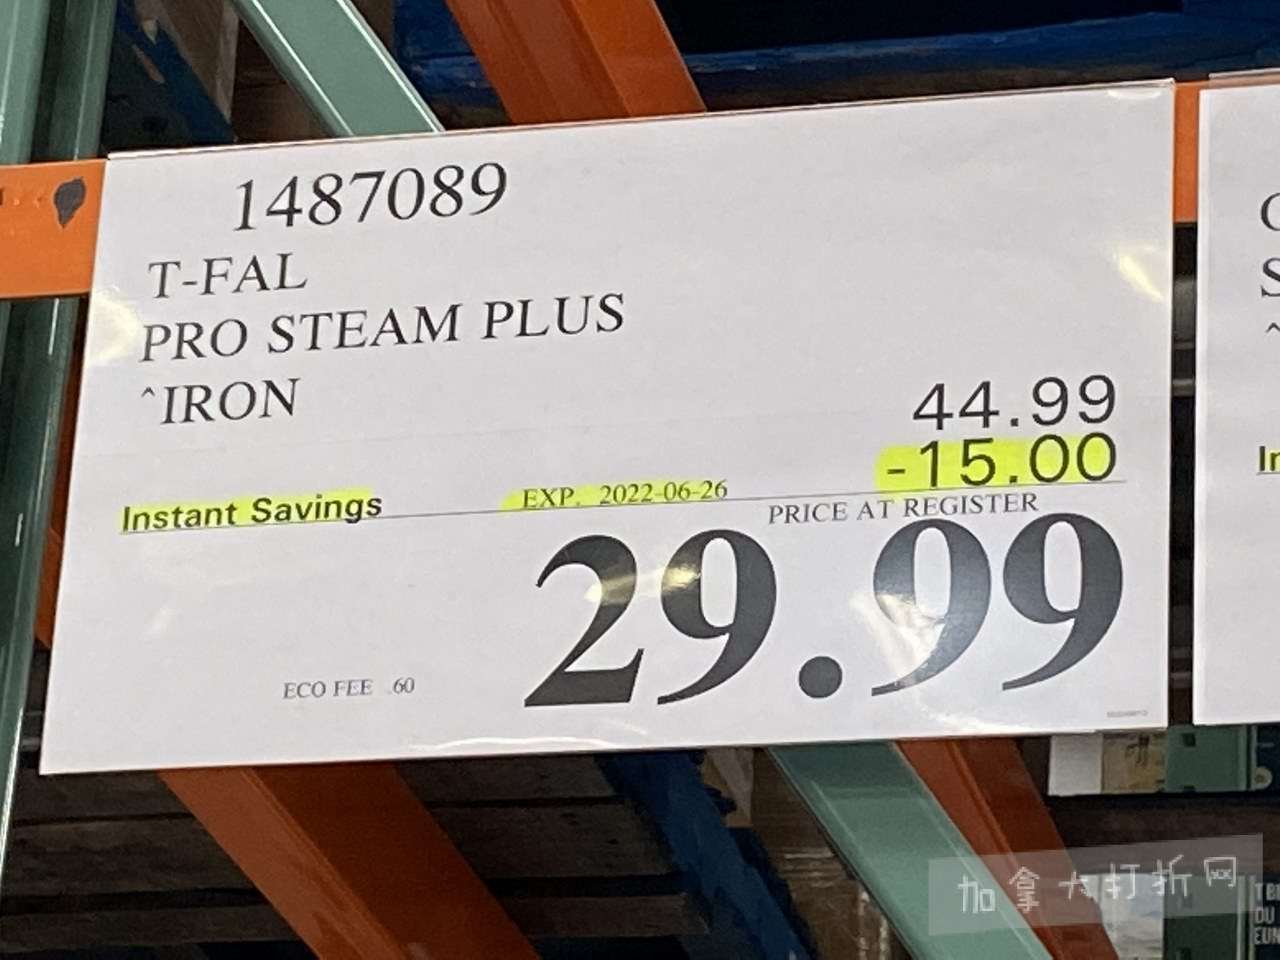 1487089
T-FAL
PRO STEAM PLUS
^IRON
44.99
-15.00
Instant Savings EXP. 2022-06-26
PRICE AT REGISTER
29.99
ECO FEE .60
加拿大打折网